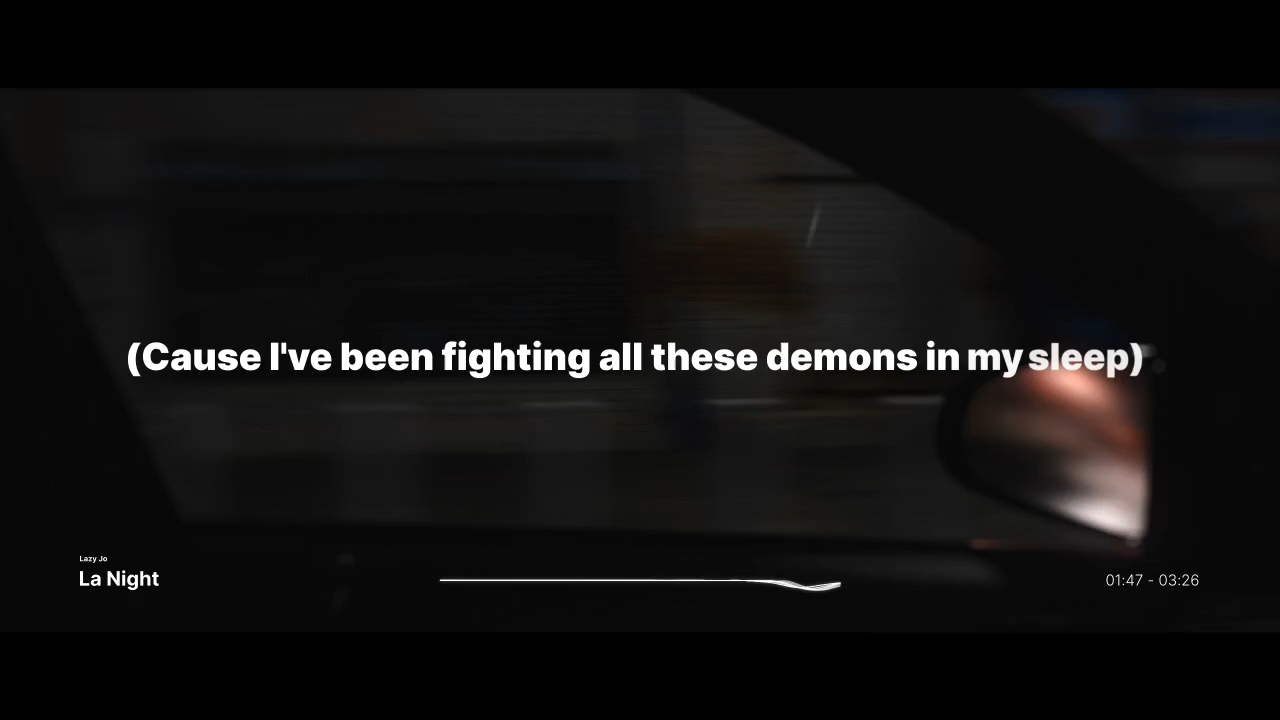 (Cause I've been fighting all these demons in my sleep)
Lazy Jo
La Night
01:47 - 03:26